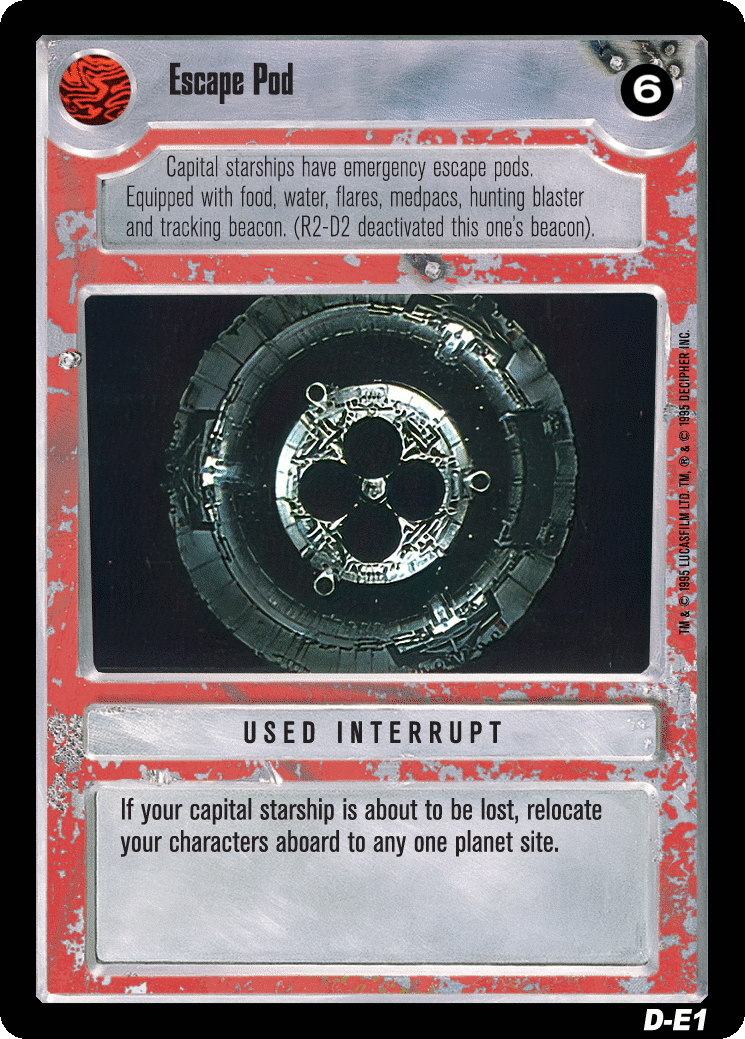 Escape Pod
6
Capital starships have emergency escape pods.
Equipped with food, water, flares, medpacs, hunting blaster
and tracking beacon. (R2-D2 deactivated this one's beacon).
TM & © 1995 LUCASFILM LTD. TM, ® & © 1995 DECIPHER INC.
USED INTERRUPT
If your capital starship is about to be lost, relocate
your characters aboard to any one planet site.
D-E1